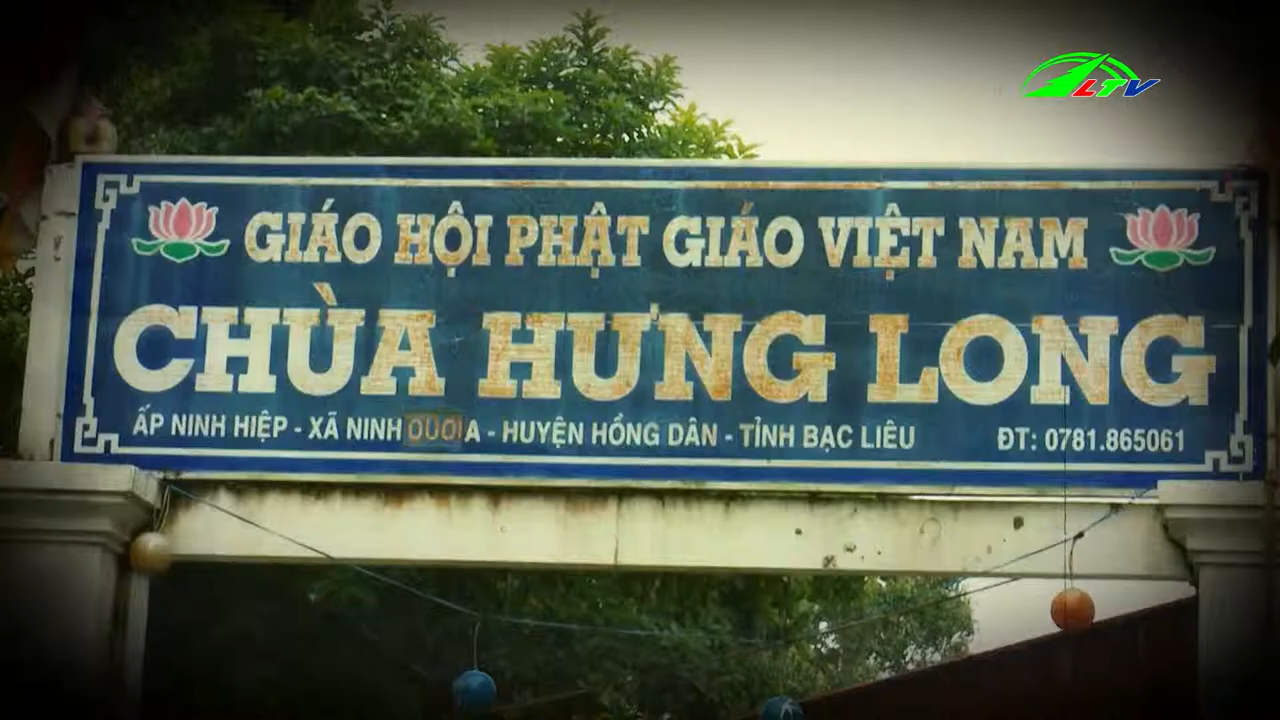 LTV
GIÁO HỘI PHẬT GIÁO VIỆT NAM
CHÙA HƯNG LONG
ẤP NINH HIỆP - XÃ NINH QUỚI A - HUYỆN HỒNG DÂN - TỈNH BẠC LIÊU ĐT: 0781.865061